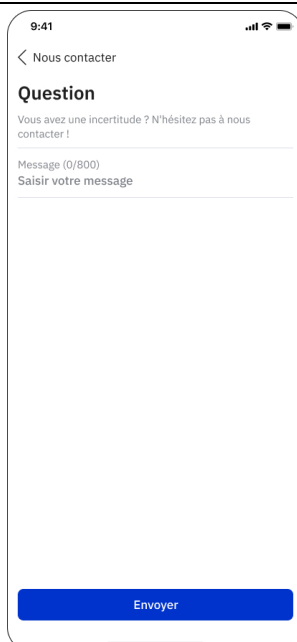 9:41
Nous contacter
Question
Vous avez une incertitude ? N'hésitez pas à nous
contacter !
Message (0/800)
Saisir votre message
Envoyer